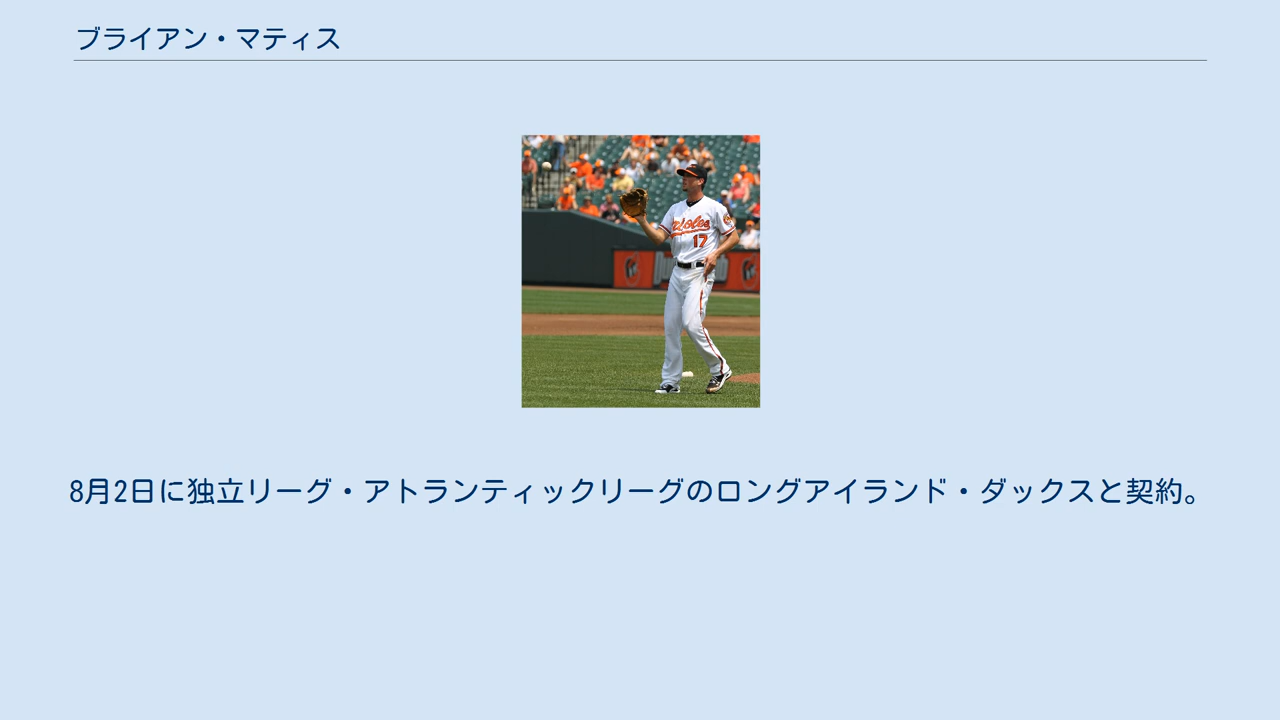 ブライアン・マティス
Orioles
17
8月2日に独立リーグ・アトランティックリーグのロングアイランド・ダックスと契約。